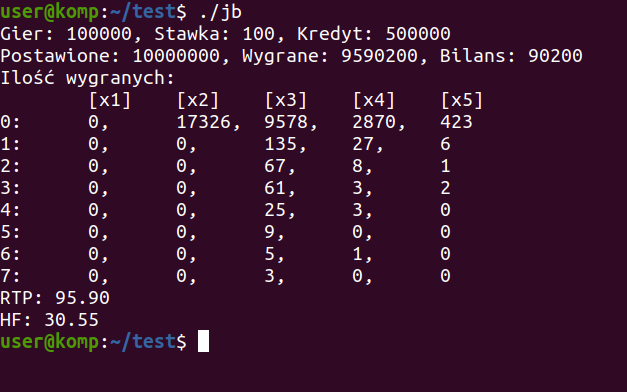 user@komp:~/test$ ./jb
Gier: 100000, Stawka: 100, Kredyt: 500000
Postawione: 10000000, Wygrane: 9590200, Bilans: 90200
Ilość wygranych:
[x1] [x2] [x3] [x4] [x5]
0: 0, 17326, 9578, 2870, 423
1: 0, 0, 135, 27, 6
2: 0, 0, 67, 8, 1
3: 0, 0, 61, 3, 2
4: 0, 0, 25, 3, 0
5: 0, 0, 9, 0, 0
6: 0, 0, 5, 1, 0
7: 0, 0, 3, 0, 0
RTP: 95.90
HF: 30.55
user@komp:~/test$